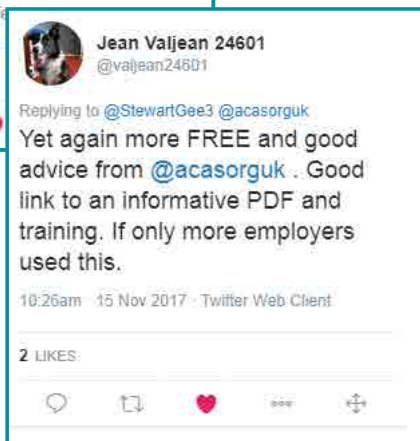 Jean Valjean 24601
@valjean24601
Replying to @StewartGee3 @acasorguk
Yet again more FREE and good
advice from @acasorguk . Good
link to an informative PDF and
training. If only more employers
used this.
10:26am 15 Nov 2017 · Twitter Web Client
2 LIKES